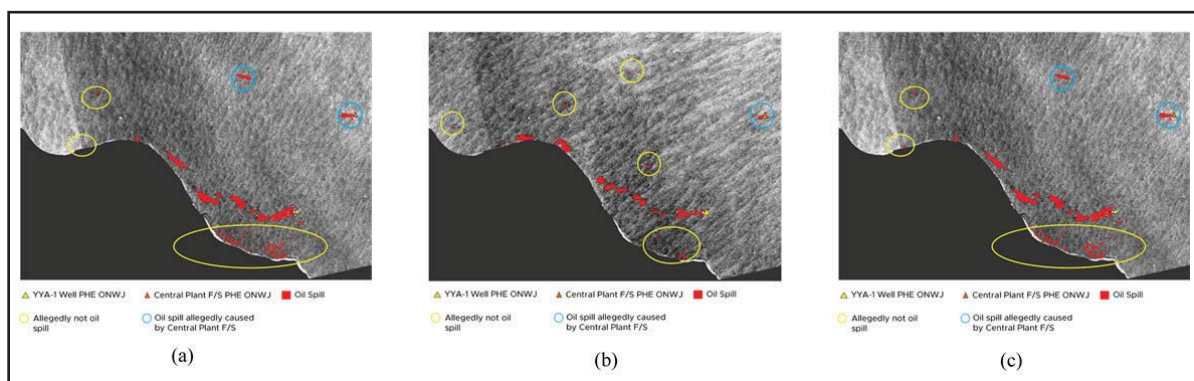 YYA-1 Well PHE ONWJ Central Plant F/S PHE ONWJ Oil Spill
Allegedly not oil spill Oil spill allegedly caused by Central Plant F/S
(a)
YYA-1 Well PHE ONWJ Central Plant F/S PHE ONWJ Oil Spill
Allegedly not oil spill Oil spill allegedly caused by Central Plant F/S
(b)
YYA-1 Well PHE ONWJ Central Plant F/S PHE ONWJ Oil Spill
Allegedly not oil spill Oil spill allegedly caused by Central Plant F/S
(c)